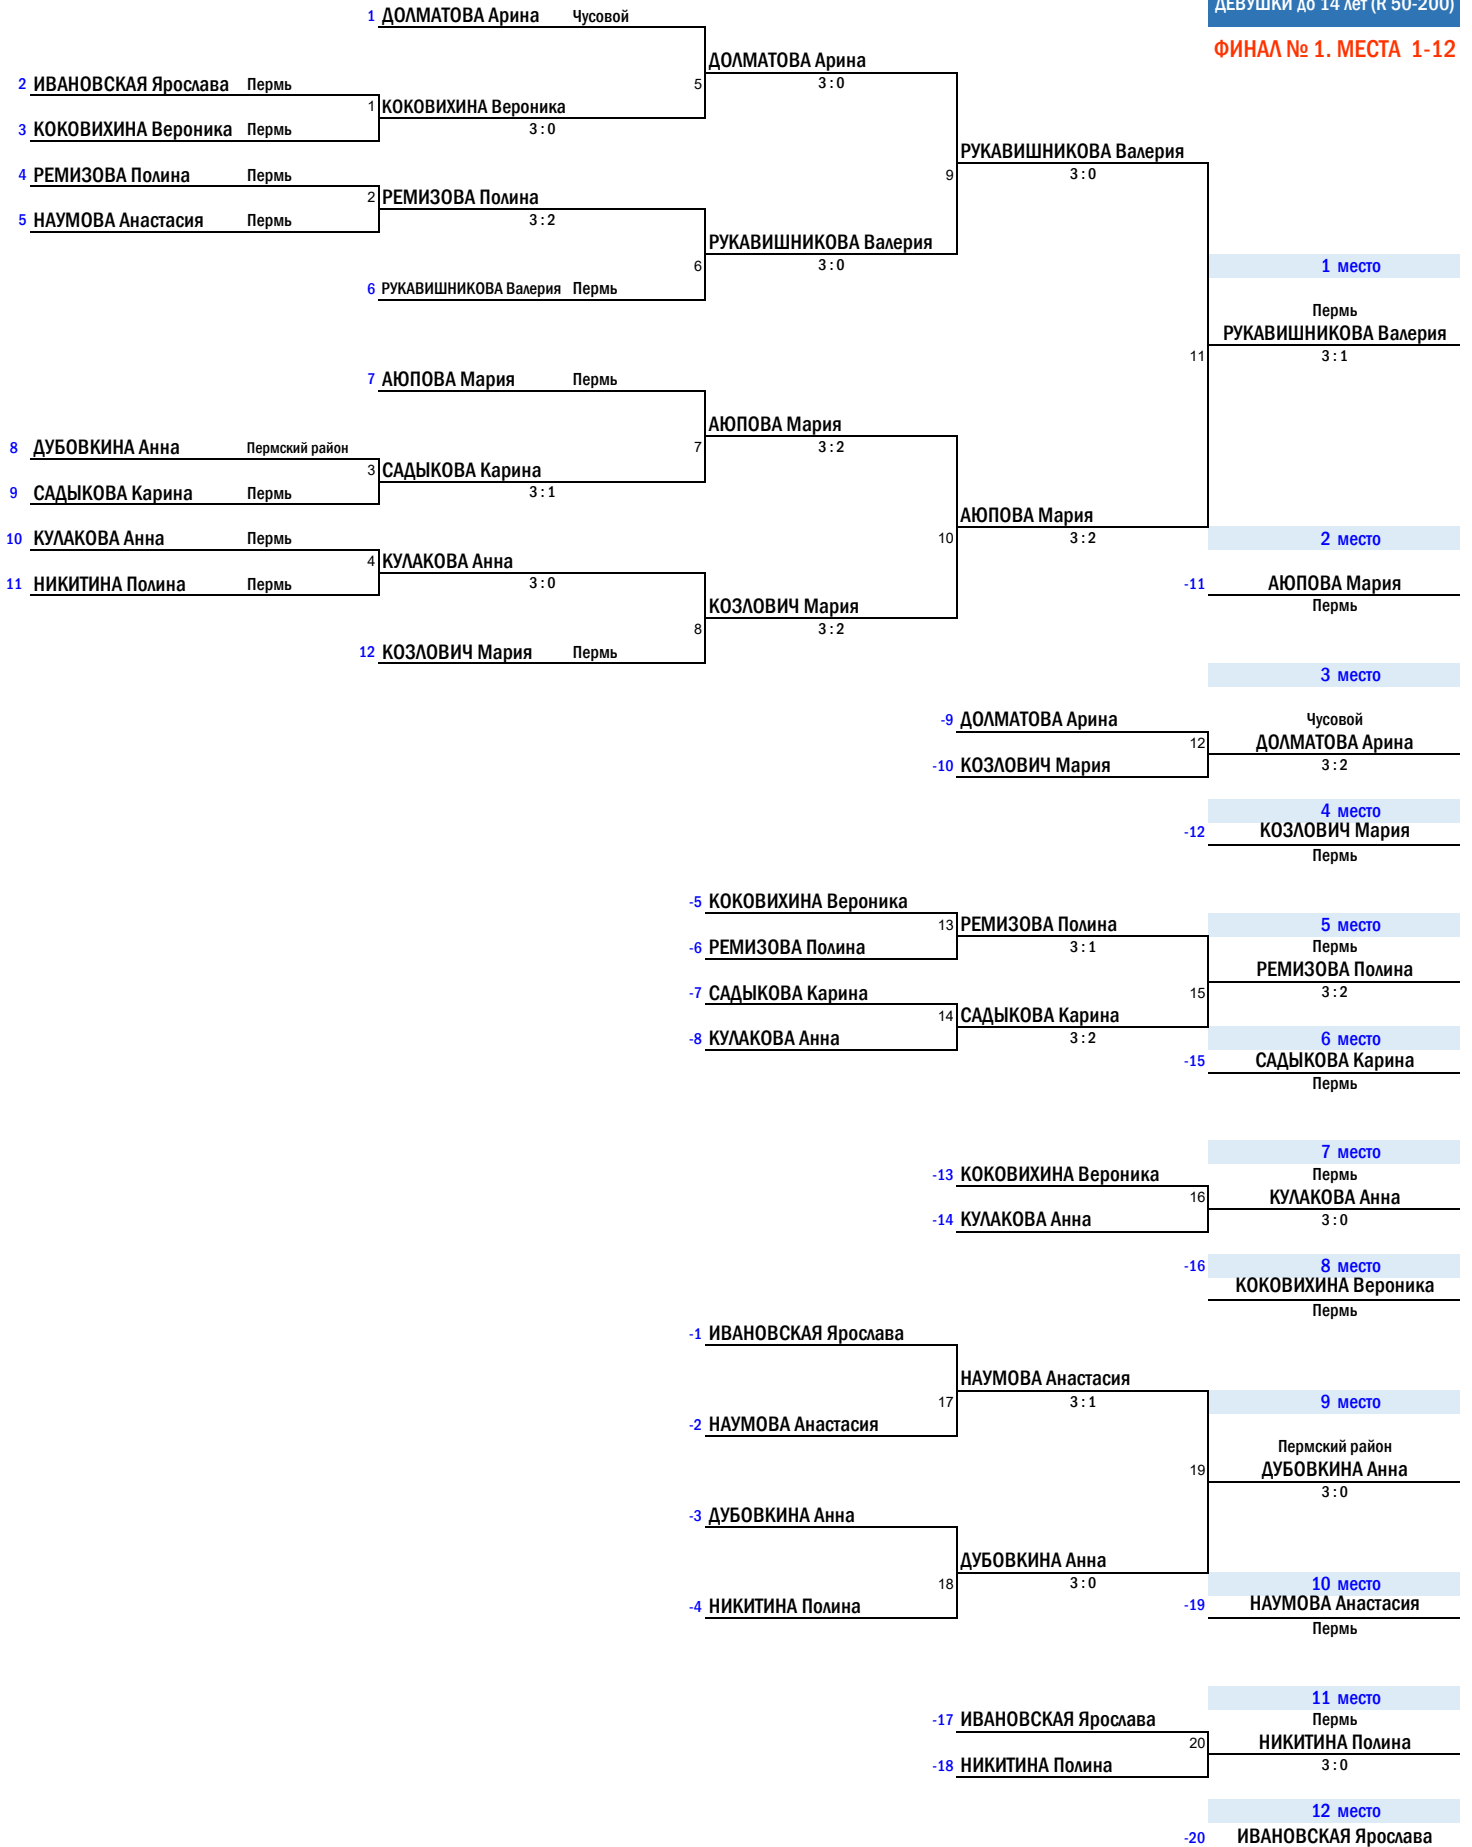 ДЕВУШКИ до 14 лет (R 50-200)
1 ДОЛМАТОВА Арина Чусовой
ФИНАЛ № 1. МЕСТА 1-12
ДОЛМАТОВА Арина
2 ИВАНОВСКАЯ Ярослава Пермь
5
3:0
1 КОКОВИХИНА Вероника
3 КОКОВИХИНА Вероника Пермь
3:0
РУКАВИШНИКОВА Валерия
4 РЕМИЗОВА Полина Пермь
9
3:0
2 РЕМИЗОВА Полина
5 НАУМОВА Анастасия Пермь
3:2
РУКАВИШНИКОВА Валерия
6
3:0
1 место
6 РУКАВИШНИКОВА Валерия Пермь
Пермь
РУКАВИШНИКОВА Валерия
11
3:1
7 АЮПОВА Мария Пермь
АЮПОВА Мария
8 ДУБОВКИНА Анна Пермский район
7
3:2
3 САДЫКОВА Карина
9 САДЫКОВА Карина Пермь
3:1
АЮПОВА Мария
10 КУЛАКОВА Анна Пермь
10
3:2
2 место
4 КУЛАКОВА Анна
11 НИКИТИНА Полина Пермь
3:0
-11 АЮПОВА Мария
Пермь
КОЗЛОВИЧ Мария
8
3:2
12 КОЗЛОВИЧ Мария Пермь
3 место
-9 ДОЛМАТОВА Арина
Чусовой
12 ДОЛМАТОВА Арина
-10 КОЗЛОВИЧ Мария
3:2
4 место
-12 КОЗЛОВИЧ Мария
Пермь
-5 КОКОВИХИНА Вероника
13 РЕМИЗОВА Полина
5 место
-6 РЕМИЗОВА Полина
3:1
Пермь
РЕМИЗОВА Полина
-7 САДЫКОВА Карина
15
3:2
14 САДЫКОВА Карина
-8 КУЛАКОВА Анна
3:2
6 место
-15 САДЫКОВА Карина
Пермь
7 место
-13 КОКОВИХИНА Вероника
Пермь
16 КУЛАКОВА Анна
-14 КУЛАКОВА Анна
3:0
-16
8 место
КОКОВИХИНА Вероника
Пермь
-1 ИВАНОВСКАЯ Ярослава
НАУМОВА Анастасия
17
3:1
9 место
-2 НАУМОВА Анастасия
Пермский район
19 ДУБОВКИНА Анна
3:0
-3 ДУБОВКИНА Анна
ДУБОВКИНА Анна
18
3:0
10 место
-4 НИКИТИНА Полина
-19 НАУМОВА Анастасия
Пермь
11 место
-17 ИВАНОВСКАЯ Ярослава
Пермь
20 НИКИТИНА Полина
-18 НИКИТИНА Полина
3:0
12 место
-20 ИВАНОВСКАЯ Ярослава